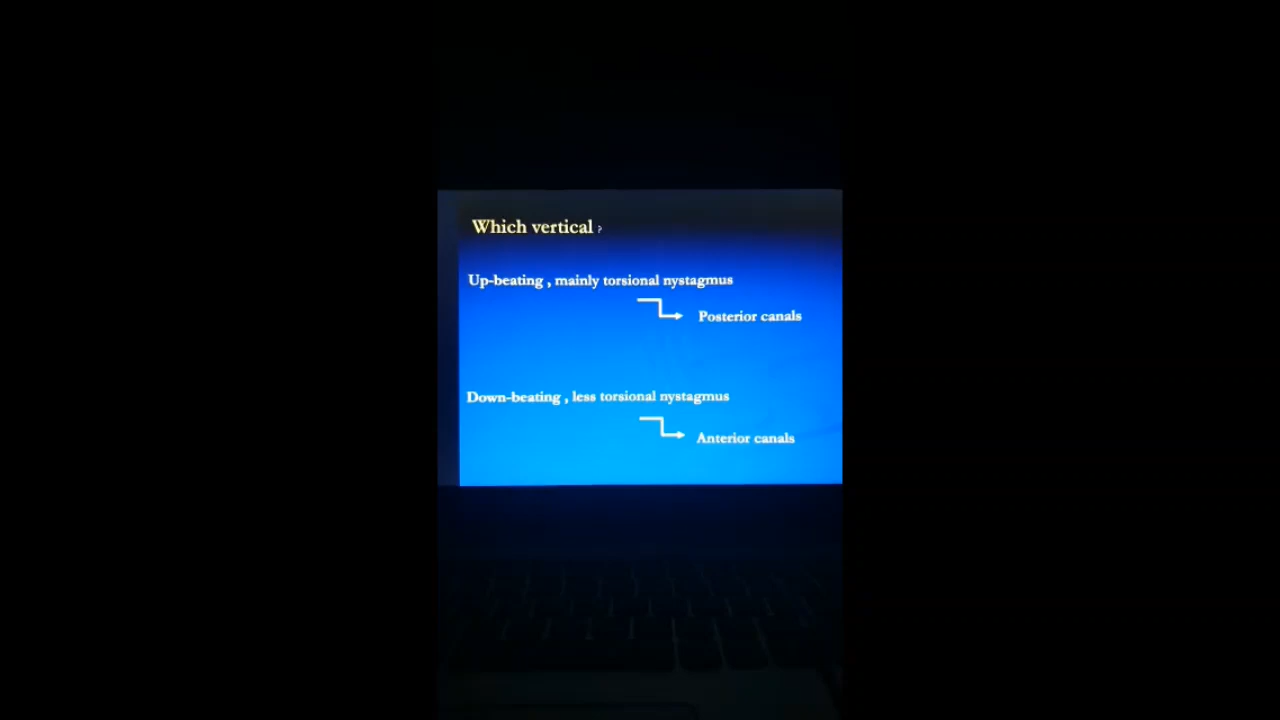 Which vertical ?
Up-beating , mainly torsional nystagmus
Posterior canals
Down-beating , less torsional nystagmus
Anterior canals